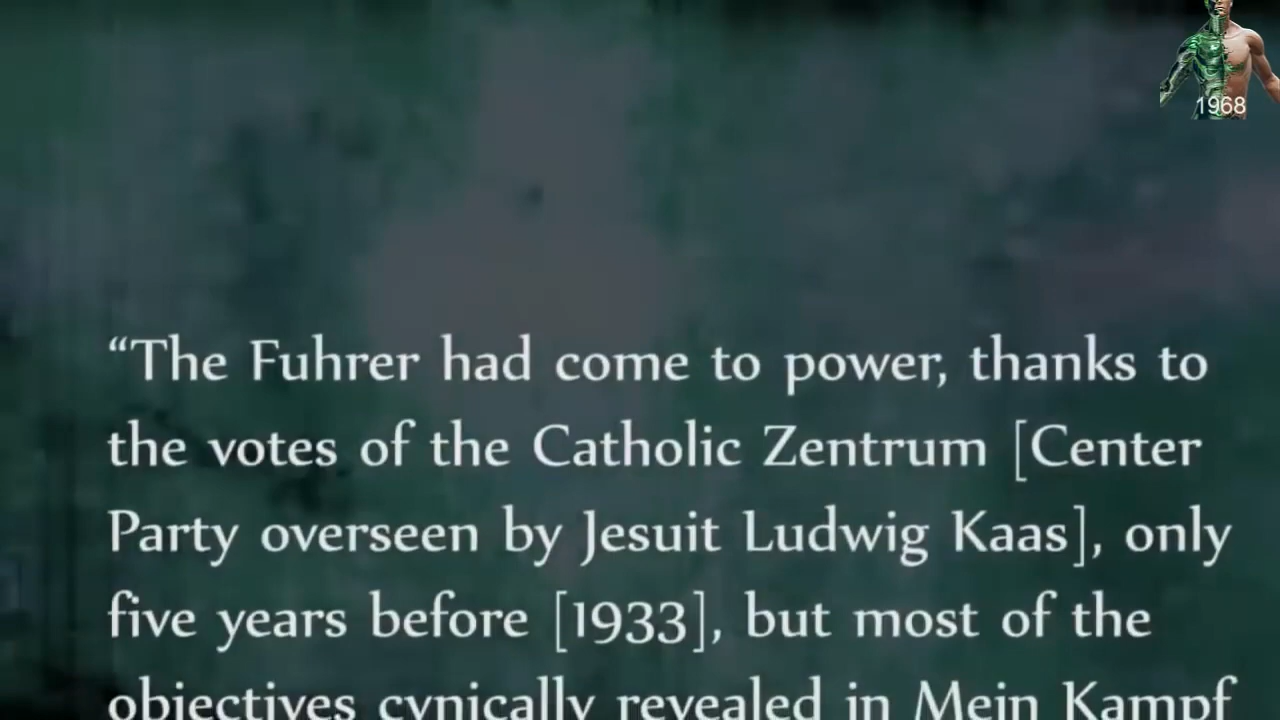 1968
“The Fuhrer had come to power, thanks to
the votes of the Catholic Zentrum [Center
Party overseen by Jesuit Ludwig Kaas], only
five years before [1933], but most of the
objectives cynically revealed in Mein Kampf